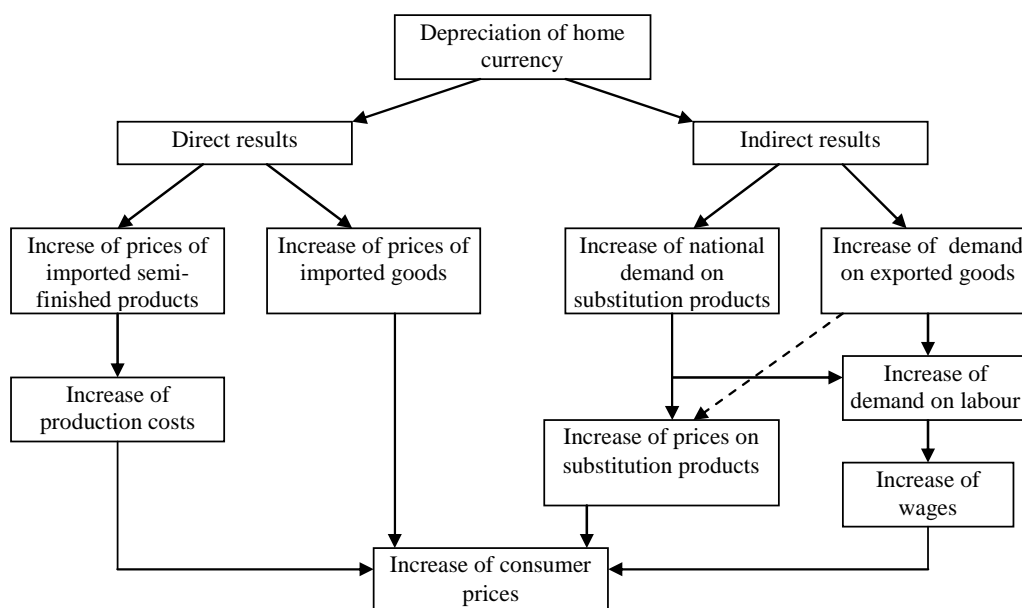 Depreciation of home
currency
Direct results
Indirect results
Increse of prices of
imported semi-
finished products
Increase of prices of
imported goods
Increase of national
demand on
substitution products
Increase of demand
on exported goods
Increase of
production costs
Increase of
demand on labour
Increase of prices on
substitution products
Increase of
wages
Increase of consumer
prices